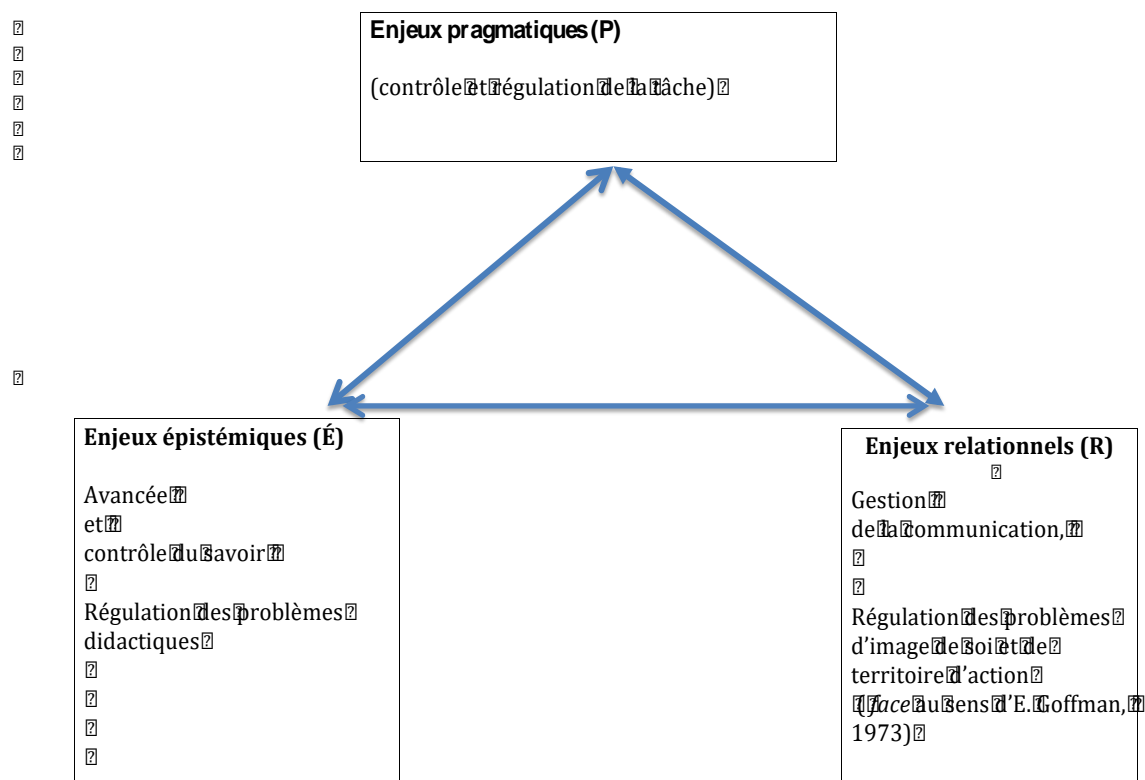 Enjeux pragmatiques (P)
(contrôle et régulation de la tâche)
Enjeux épistémiques (É)
Avancée
et
contrôle du savoir
Régulation des problèmes
didactiques
Enjeux relationnels (R)
Gestion
de la communication,
Régulation des problèmes
d'image de soi et de
territoire d'action
(face au sens d'E. Goffman,
1973)